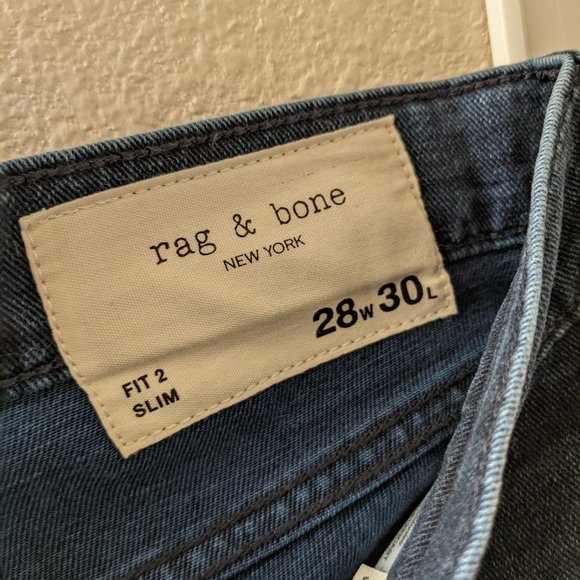 rag & bone
NEW YORK
28W 30L
FIT 2
SLIM